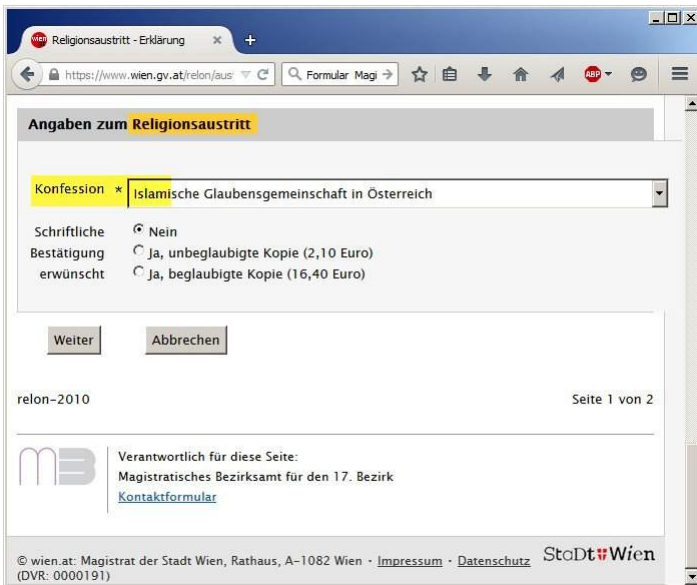 Religionsaustritt - Erklärung
https://www.wien.gv.at/relon/aus
Formular Magi
ABP
Angaben zum Religionsaustritt
Konfession * Islamische Glaubensgemeinschaft in Österreich
Schriftliche Bestätigung erwünscht
Nein
Ja, unbeglaubigte Kopie (2,10 Euro)
Ja, beglaubigte Kopie (16,40 Euro)
Weiter Abbrechen
relon-2010 Seite 1 von 2
Verantwortlich für diese Seite:
Magistratisches Bezirksamt für den 17. Bezirk
Kontaktformular
© wien.at: Magistrat der Stadt Wien, Rathaus, A-1082 Wien · Impressum · Datenschutz StaDt Wien
(DVR: 0000191)